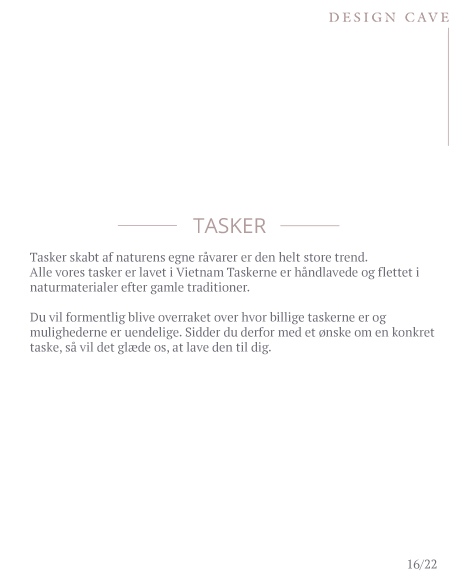 DESIGN CAVE
TASKER
Tasker skabt af naturens egne råvarer er den helt store trend.
Alle vores tasker er lavet i Vietnam Taskerne er håndlavede og flettet i
naturmaterialer efter gamle traditioner.
Du vil formentlig blive overraket over hvor billige taskerne er og
mulighederne er uendelige. Sidder du derfor med et ønske om en konkret
taske, så vil det glæde os, at lave den til dig.
16/22